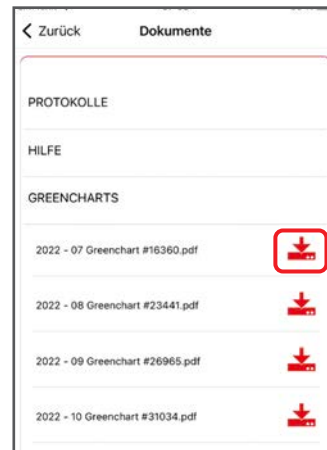 Zurück Dokumente
PROTOKOLLE
HILFE
GREENCHARTS
2022 - 07 Greenchart #16360.pdf
2022 - 08 Greenchart #23441.pdf
2022 - 09 Greenchart #26965.pdf
2022 - 10 Greenchart #31034.pdf